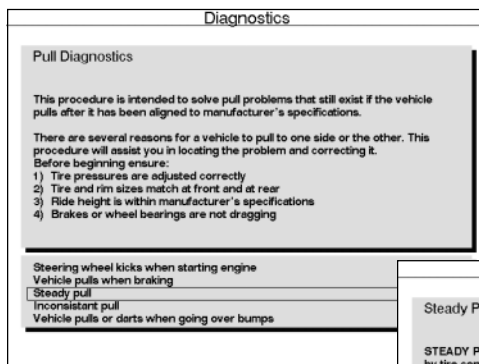 Diagnostics
Pull Diagnostics
This procedure is intended to solve pull problems that still exist if the vehicle
pulls after it has been aligned to manufacturer's specifications.
There are several reasons for a vehicle to pull to one side or the other. This
procedure will assist you in locating the problem and correcting it.
Before beginning ensure:
1) Tire pressures are adjusted correctly
2) Tire and rim sizes match at front and at rear
3) Ride height is within manufacturer's specifications
4) Brakes or wheel bearings are not dragging
Steering wheel kicks when starting engine
Vehicle pulls when braking
Steady pull
Inconsistant pull
Vehicle pulls or darts when going over bumps
Steady P
STEADY P